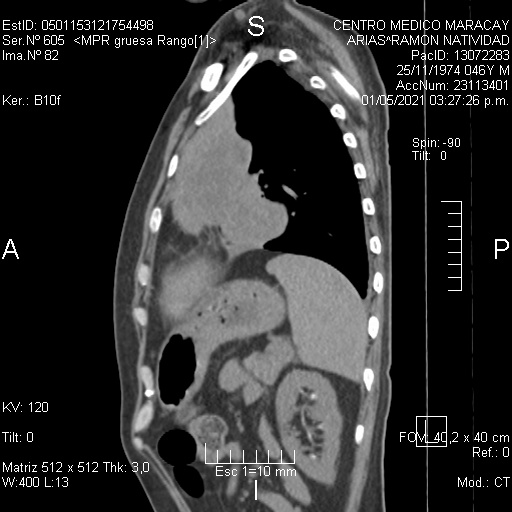 EstID: 0501153121754498
Ser.Nº 605 <MPR gruesa Rango[1]>
Ima.Nº 82
Ker.: B10f
S
CENTRO MEDICO MARACAY
ARIAS^RAMON NATIVIDAD
PacID: 13072283
25/11/1974 046Y M
AccNum: 23113401
01/05/2021 03:27:26 p.m.
Spin: -90
Tilt: 0
A
P
KV: 120
Tilt: 0
Matriz 512 x 512 Thk: 3,0
W:400 L:13
Esc 1=10 mm
I
FOM: 40,2 x 40 cm
Ref.: 0
Mod.: CT